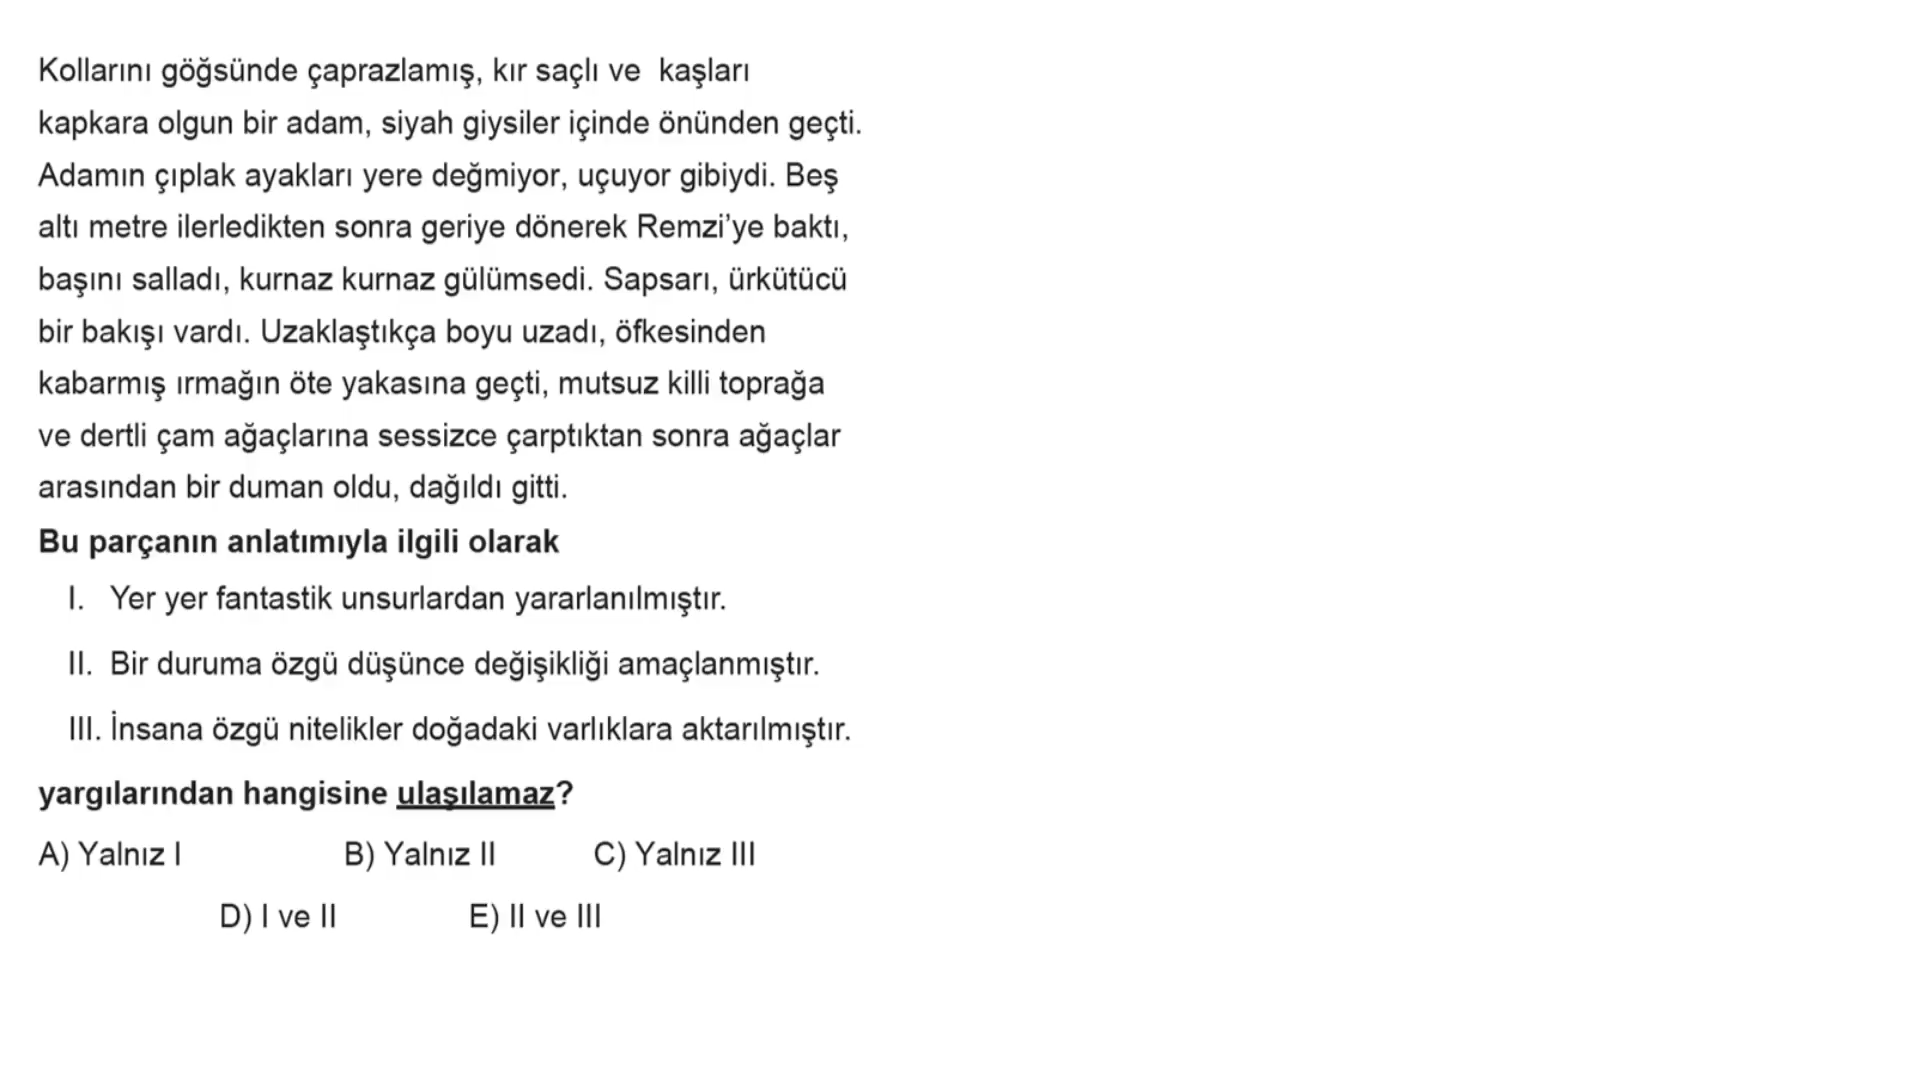 Kollarını göğsünde çaprazlamış, kır saçlı ve kaşları
kapkara olgun bir adam, siyah giysiler içinde önünden geçti.
Adamın çıplak ayakları yere değmiyor, uçuyor gibiydi. Beş
altı metre ilerledikten sonra geriye dönerek Remzi’ye baktı,
başını salladı, kurnaz kurnaz gülümsedi. Sapsarı, ürkütücü
bir bakışı vardı. Uzaklaştıkça boyu uzadı, öfkesinden
kabarmış ırmağın öte yakasına geçti, mutsuz killi toprağa
ve dertli çam ağaçlarına sessizce çarptıktan sonra ağaçlar
arasından bir duman oldu, dağıldı gitti.
Bu parçanın anlatımıyla ilgili olarak
I. Yer yer fantastik unsurlardan yararlanılmıştır.
II. Bir duruma özgü düşünce değişikliği amaçlanmıştır.
III. İnsana özgü nitelikler doğadaki varlıklara aktarılmıştır.
yargılarından hangisine ulaşılamaz?
A) Yalnız I B) Yalnız II C) Yalnız III
D) I ve II E) II ve III